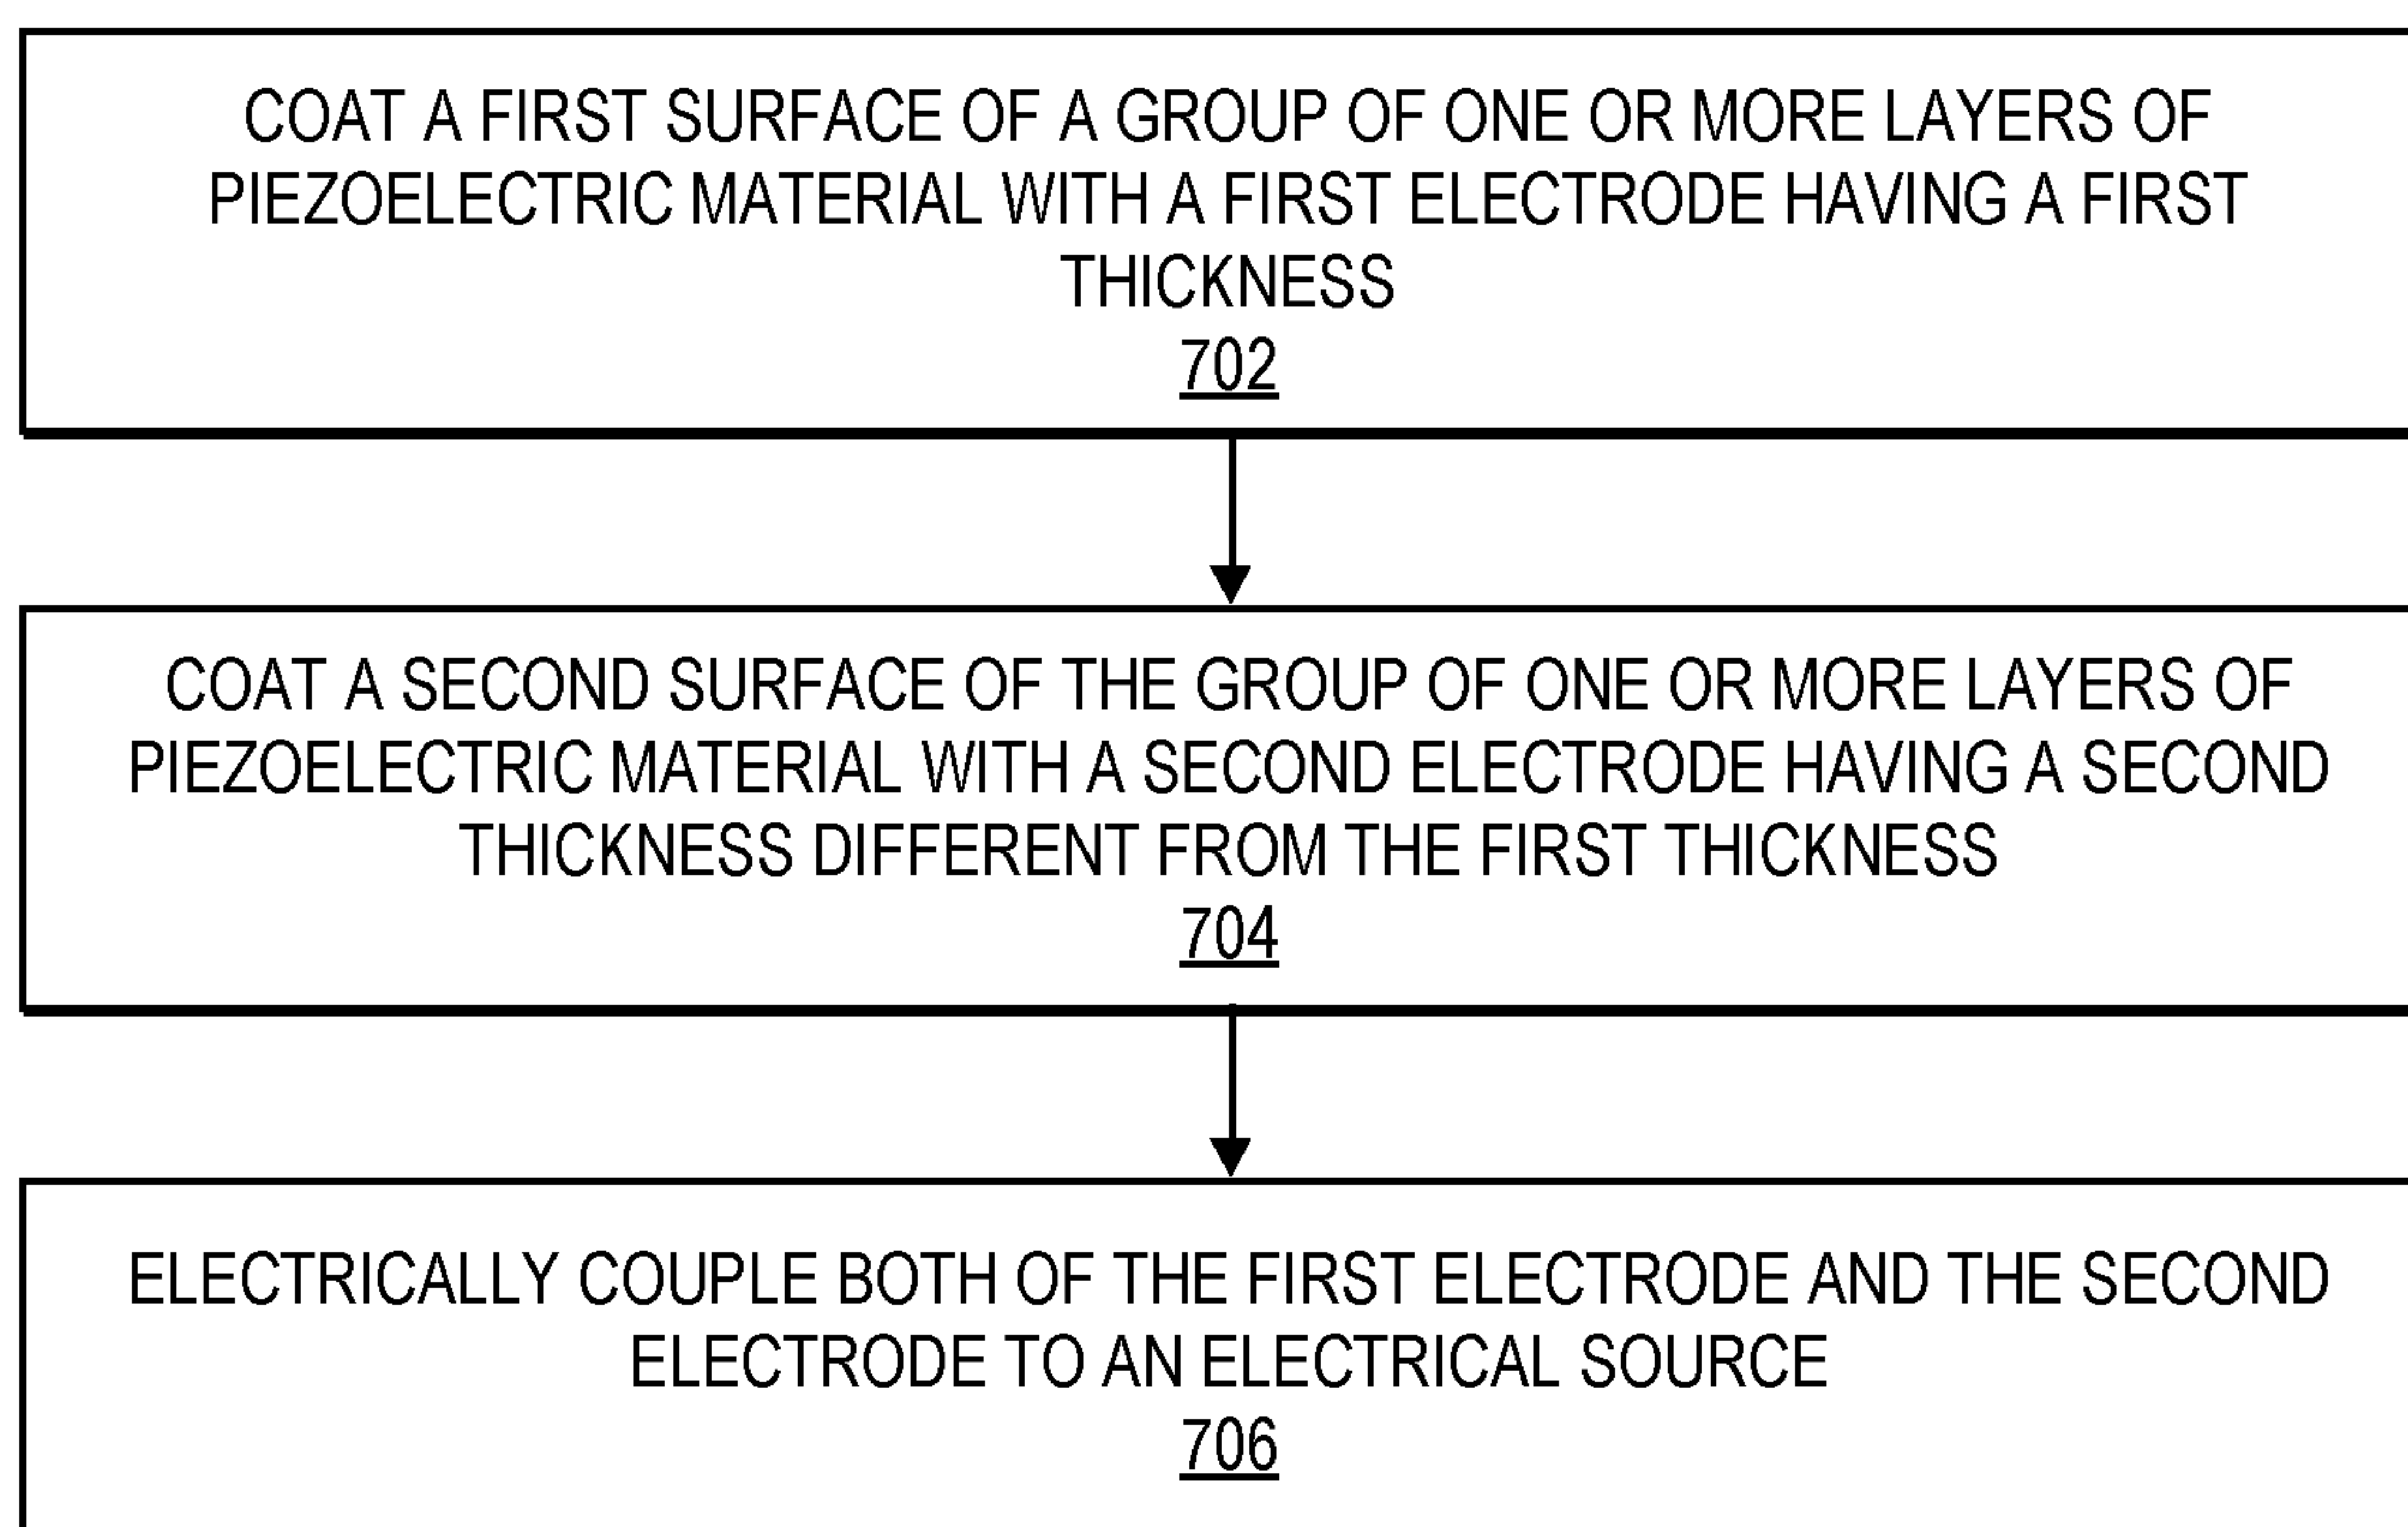 COAT A FIRST SURFACE OF A GROUP OF ONE OR MORE LAYERS OF
PIEZOELECTRIC MATERIAL WITH A FIRST ELECTRODE HAVING A FIRST
THICKNESS
702
COAT A SECOND SURFACE OF THE GROUP OF ONE OR MORE LAYERS OF
PIEZOELECTRIC MATERIAL WITH A SECOND ELECTRODE HAVING A SECOND
THICKNESS DIFFERENT FROM THE FIRST THICKNESS
704
ELECTRICALLY COUPLE BOTH OF THE FIRST ELECTRODE AND THE SECOND
ELECTRODE TO AN ELECTRICAL SOURCE
706